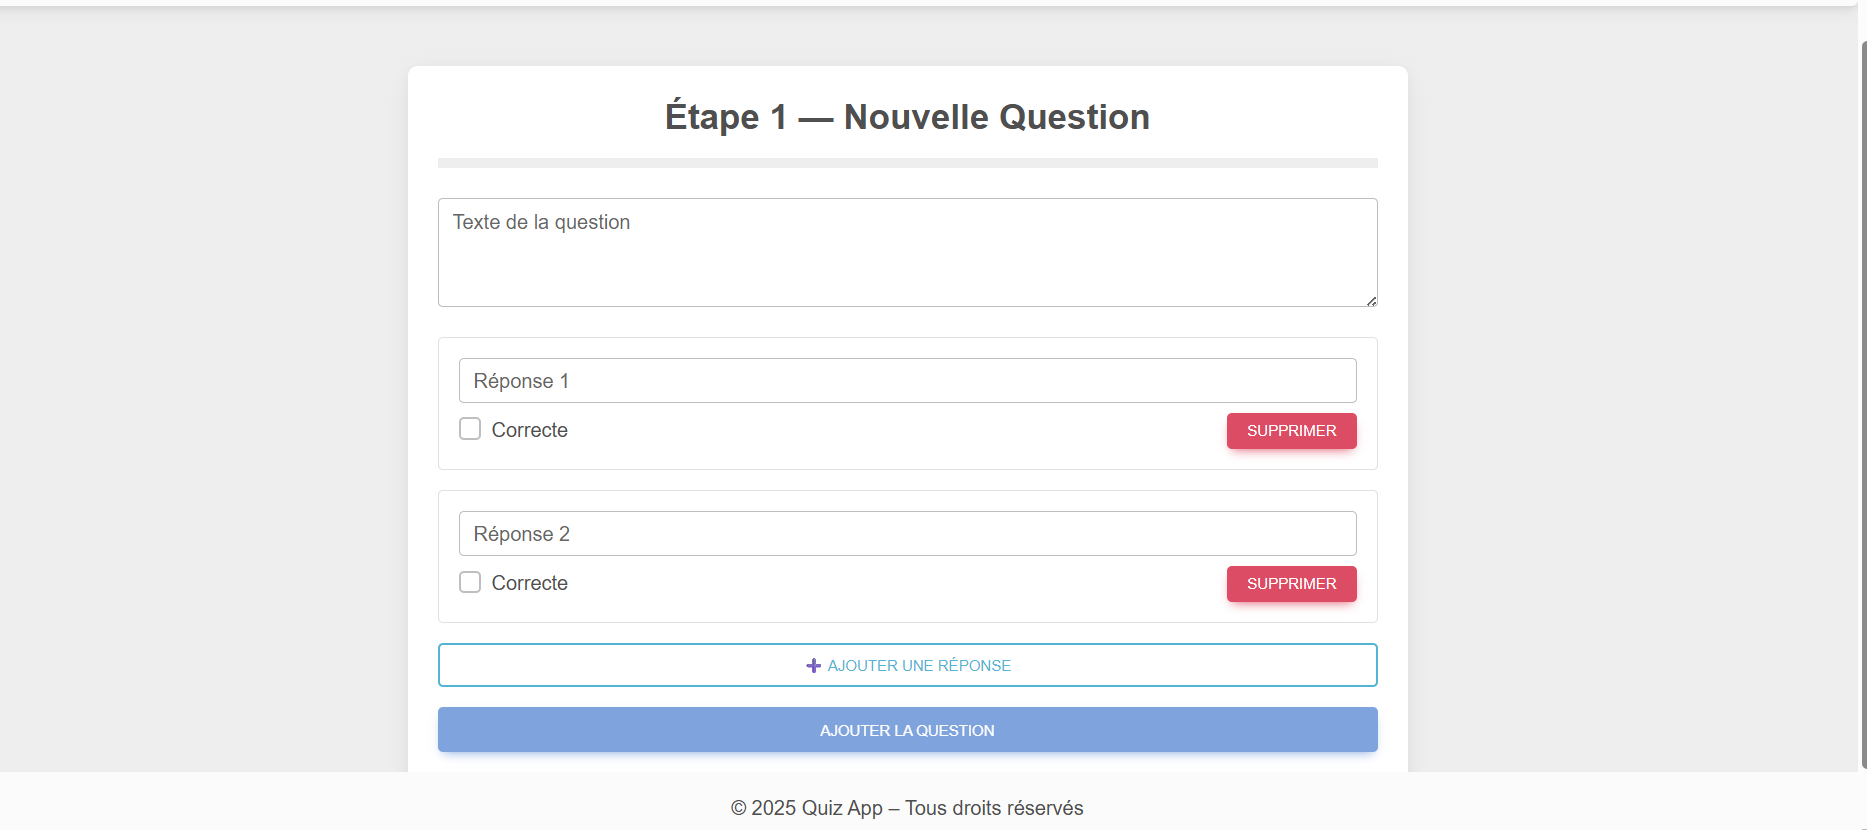 Étape 1 — Nouvelle Question
Texte de la question
Réponse 1
Correcte
SUPPRIMER
Réponse 2
Correcte
SUPPRIMER
AJOUTER UNE RÉPONSE
AJOUTER LA QUESTION
© 2025 Quiz App – Tous droits réservés